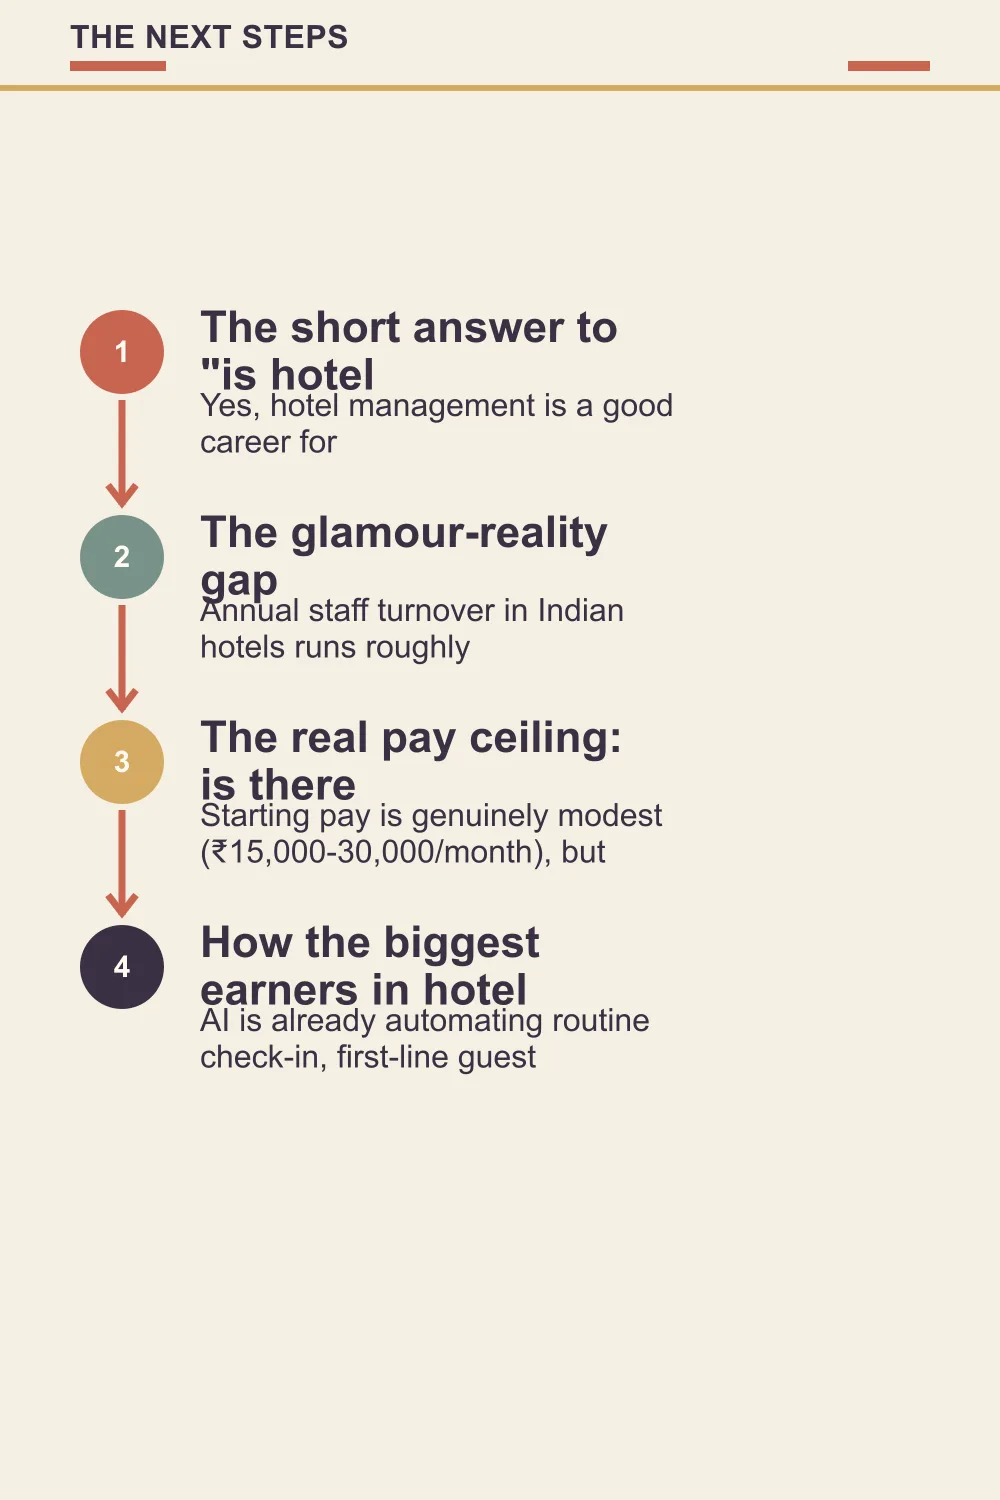 THE NEXT STEPS
1
The short answer to
"is hotel
Yes, hotel management is a good
career for
2
The glamour-reality
gap
Annual staff turnover in Indian
hotels runs roughly
3
The real pay ceiling:
is there
Starting pay is genuinely modest
(₹15,000-30,000/month), but
4
How the biggest
earners in hotel
AI is already automating routine
check-in, first-line guest